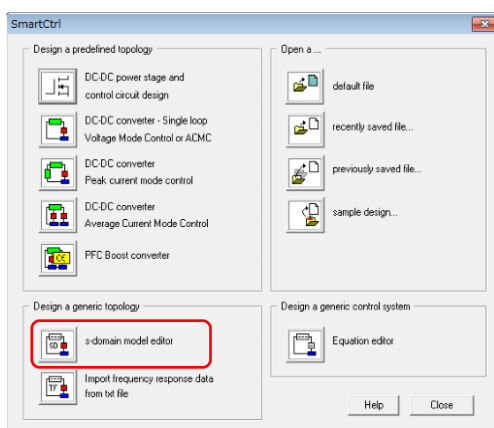 SmartCtrl
Design a predefined topology
DC-DC power stage and
control circuit design
DC-DC converter - Single loop
Voltage Mode Control or ACMC
DC-DC converter
Peak current mode control
DC-DC converter
Average Current Mode Control
CE
PFC Boost converter
Open a ...
default file
recently saved file...
previously saved file...
sample design...
Design a generic topology
SD
s-domain model editor
TF
Import frequency response data
from txt file
Design a generic control system
Equation editor
Help
Close